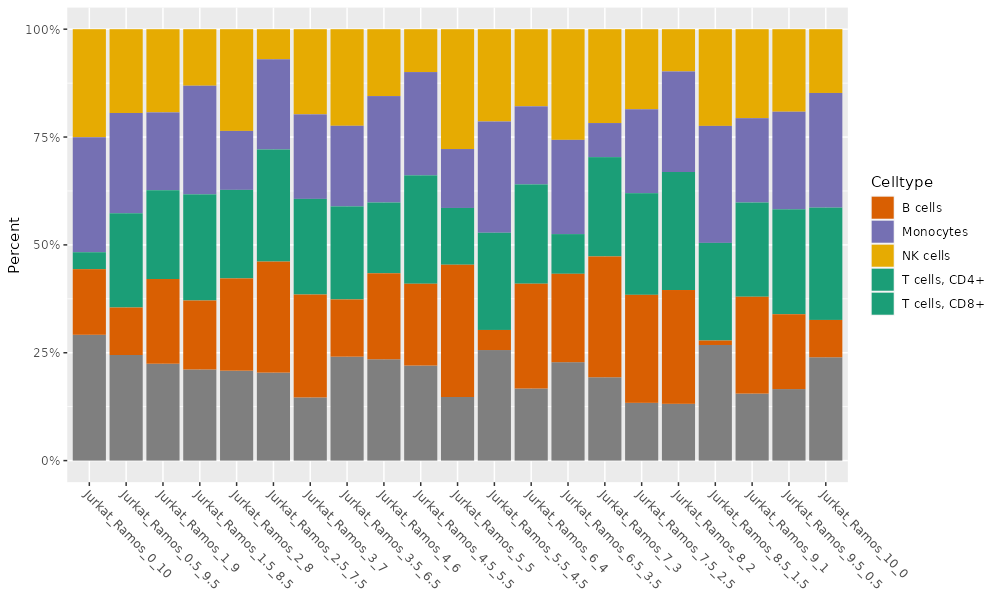 100%
75%
50%
25%
0%
Percent
Jurkat_Ramos_0_10
Jurkat_Ramos_0.5_9.5
Jurkat_Ramos_1_9
Jurkat_Ramos_1.5_8.5
Jurkat_Ramos_2_8
Jurkat_Ramos_2.5_7.5
Jurkat_Ramos_3_7
Jurkat_Ramos_3.5_6.5
Jurkat_Ramos_4_6
Jurkat_Ramos_4.5_5.5
Jurkat_Ramos_5_5
Jurkat_Ramos_5.5_4.5
Jurkat_Ramos_6_4
Jurkat_Ramos_6.5_3.5
Jurkat_Ramos_7_3
Jurkat_Ramos_7.5_2.5
Jurkat_Ramos_8_2
Jurkat_Ramos_8.5_1.5
Jurkat_Ramos_9_1
Jurkat_Ramos_9.5_0.5
Jurkat_Ramos_10_0
Celltype
B cells
Monocytes
NK cells
T cells, CD4+
T cells, CD8+